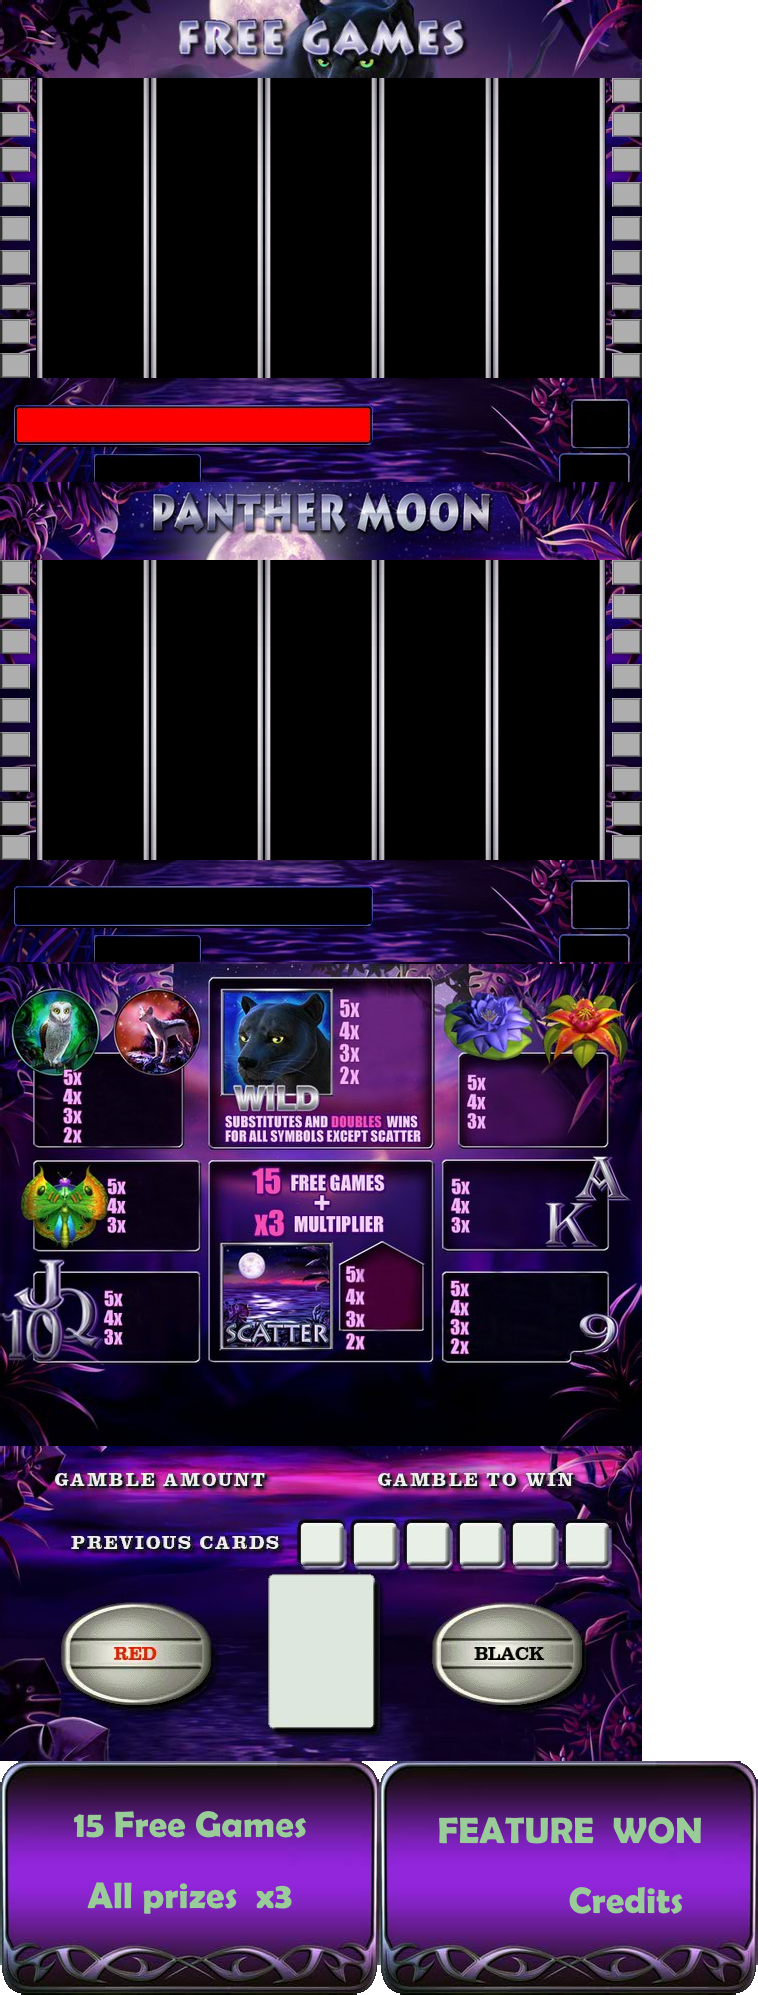 FREE GAMES
PANTHER MOON
5x
4x
3x
2x
5x
4x
3x
2x
WILD
SUBSTITUTES AND DOUBLES WINS
FOR ALL SYMBOLS EXCEPT SCATTER
5x
4x
3x
5x
4x
3x
15 FREE GAMES
+
x3 MULTIPLIER
5x
4x
3x
A
K
J
Q
10
5x
4x
3x
5x
4x
3x
2x
SCATTER
5x
4x
3x
2x
9
GAMBLE AMOUNT
GAMBLE TO WIN
PREVIOUS CARDS
RED
BLACK
15 Free Games
All prizes x3
FEATURE WON
Credits